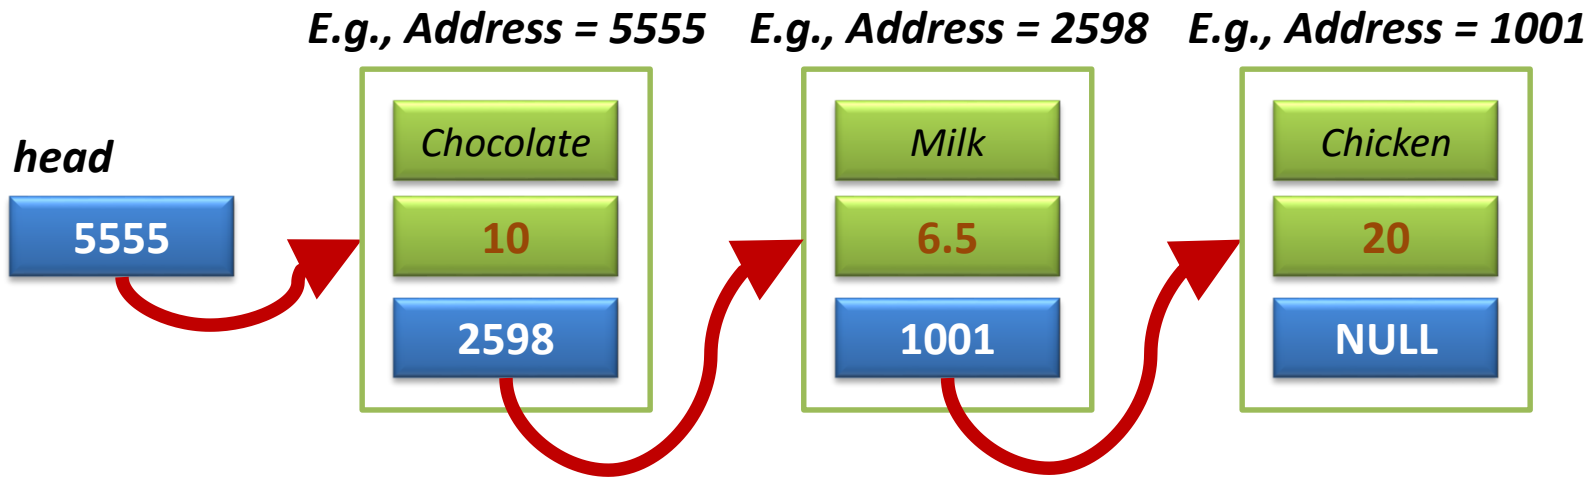 E.g., Address = 5555
E.g., Address = 2598
E.g., Address = 1001
head
5555
Chocolate
10
2598
Milk
6.5
1001
Chicken
20
NULL